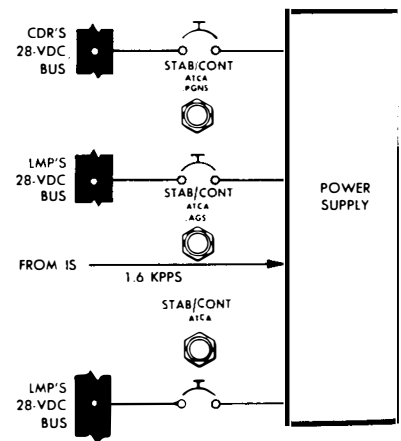 CDR'S
28-VDC
BUS
STAB/CONT
ATCA
.PGNS
LMP'S
28-VDC
BUS
STAB/CONT
ATCA
.AGS
POWER
SUPPLY
FROM IS
1.6 KPPS
STAB/CONT
ATCA
LMP'S
28-VDC
BUS